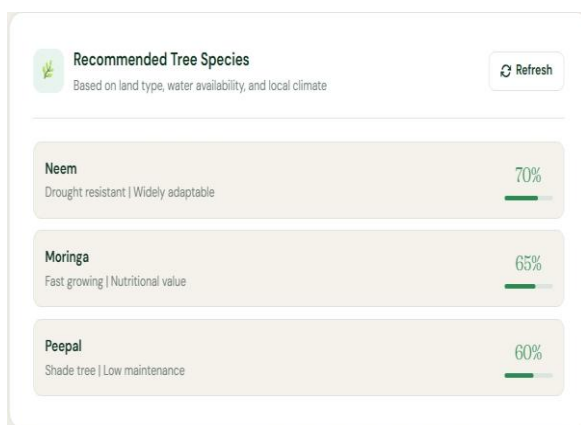 Recommended Tree Species
Based on land type, water availability, and local climate
Refresh
Neem
Drought resistant | Widely adaptable
70%
Moringa
Fast growing | Nutritional value
65%
Peepal
Shade tree | Low maintenance
60%